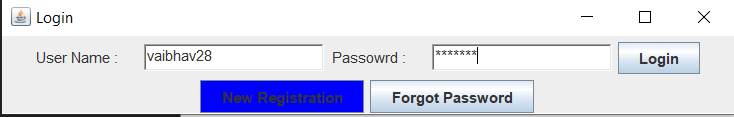 Login
User Name : vaibhav28 Passowrd : ******* Login
New Registration Forgot Password